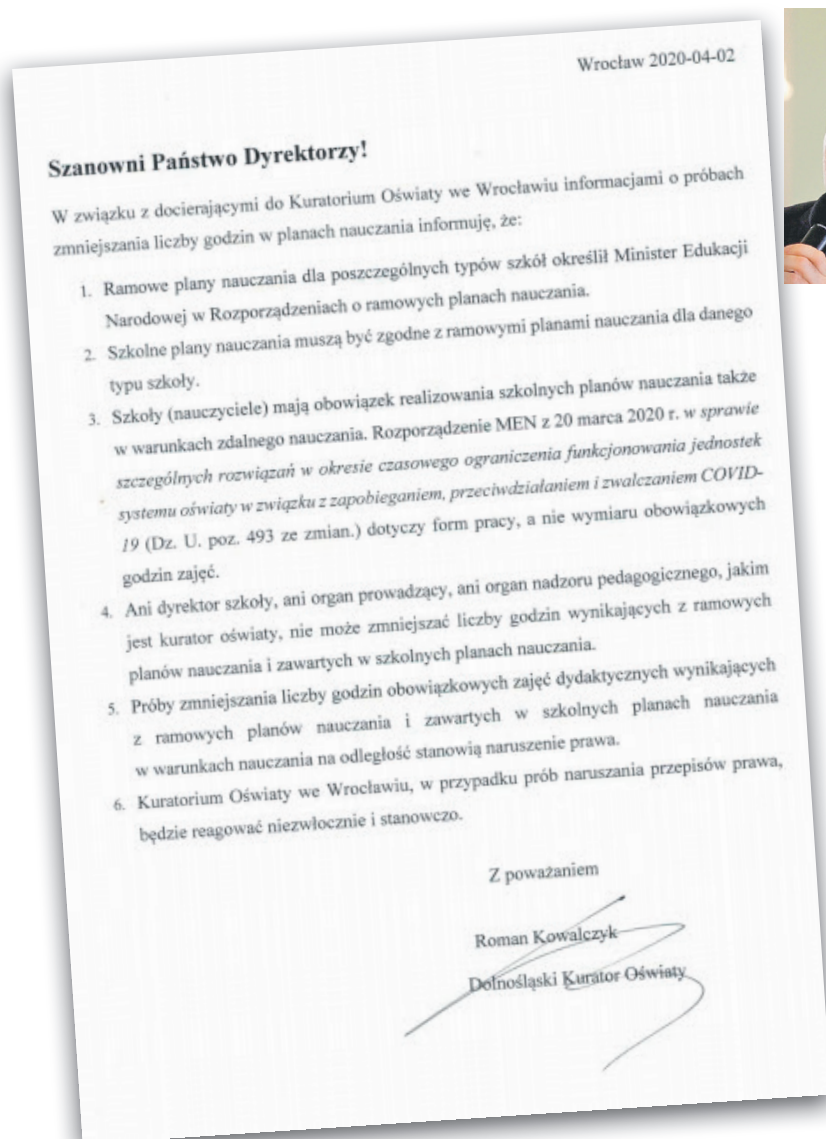 Wrocław 2020-04-02
Szanowni Państwo Dyrektorzy!
W związku z docierającymi do Kuratorium Oświaty we Wrocławiu informacjami o próbach
zmniejszania liczby godzin w planach nauczania informuję, że:
1. Ramowe plany nauczania dla poszczególnych typów szkół określił Minister Edukacji
Narodowej w Rozporządzeniach o ramowych planach nauczania.
2. Szkolne plany nauczania muszą być zgodne z ramowymi planami nauczania dla danego
typu szkoły.
3. Szkoły (nauczyciele) mają obowiązek realizowania szkolnych planów nauczania także
w warunkach zdalnego nauczania. Rozporządzenie MEN z 20 marca 2020 r. w sprawie
szczególnych rozwiązań w okresie czasowego ograniczenia funkcjonowania jednostek
systemu oświaty w związku z zapobieganiem, przeciwdziałaniem i zwalczaniem COVID-
19 (Dz. U. poz. 493 ze zmian.) dotyczy form pracy, a nie wymiaru obowiązkowych
godzin zajęć.
4. Ani dyrektor szkoły, ani organ prowadzący, ani organ nadzoru pedagogicznego, jakim
jest kurator oświaty, nie może zmniejszać liczby godzin wynikających z ramowych
planów nauczania i zawartych w szkolnych planach nauczania.
5. Próby zmniejszania liczby godzin obowiązkowych zajęć dydaktycznych wynikających
z ramowych planów nauczania i zawartych w szkolnych planach nauczania
w warunkach nauczania na odległość stanowią naruszenie prawa.
6. Kuratorium Oświaty we Wrocławiu, w przypadku prób naruszania przepisów prawa,
będzie reagować niezwłocznie i stanowczo.
Z poważaniem
Roman Kowalczyk
Dolnośląski Kurator Oświaty